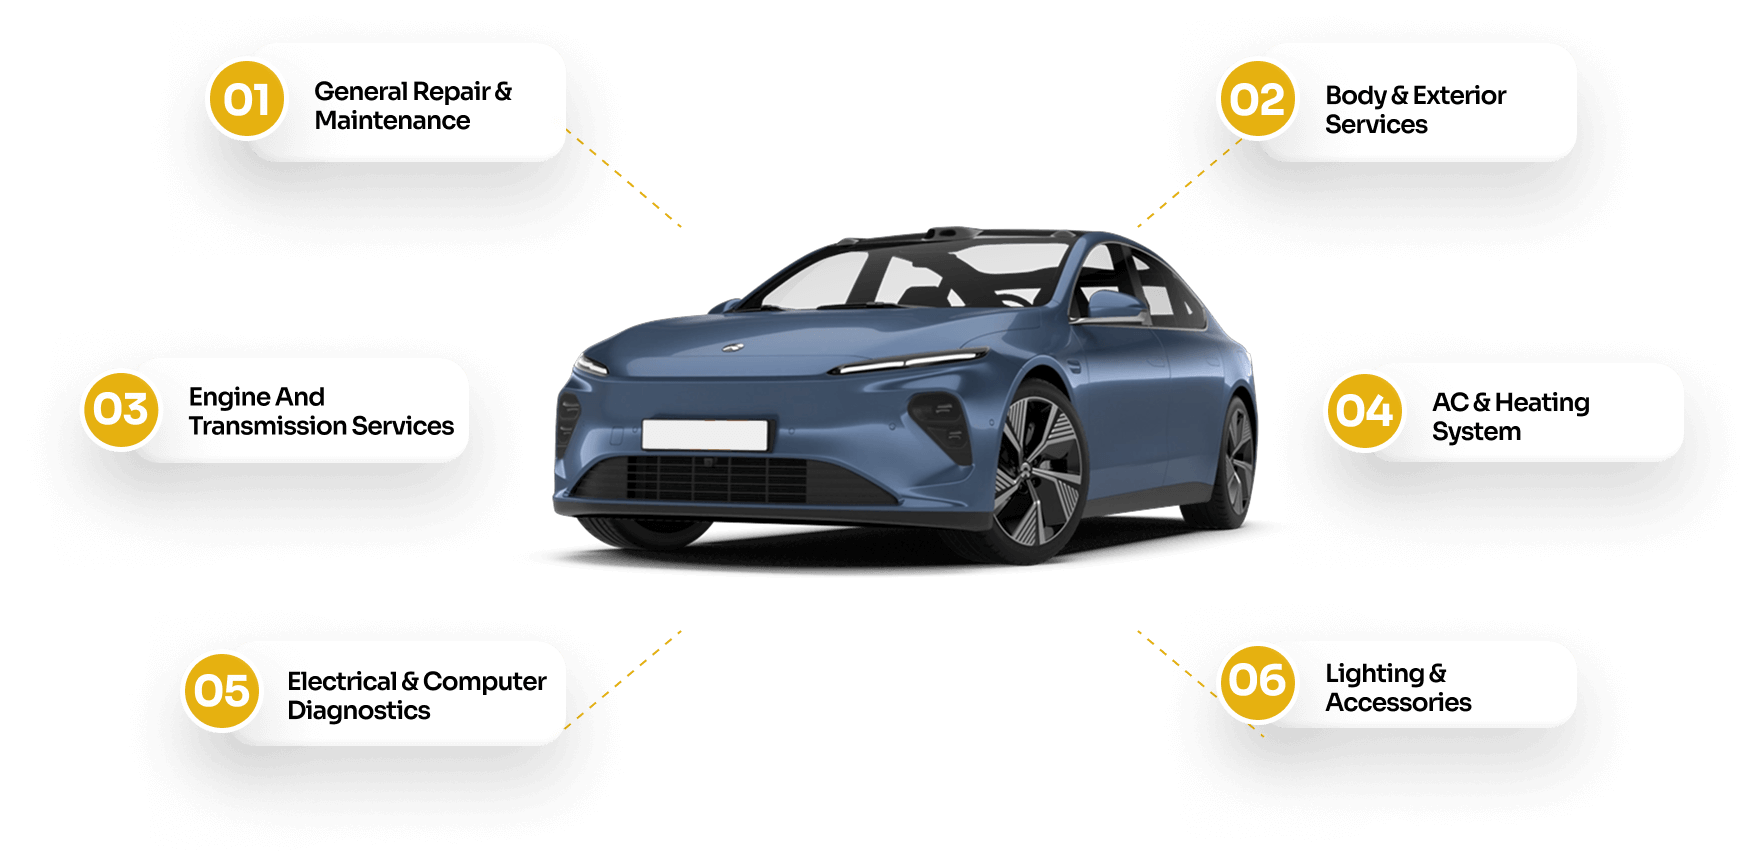 01
General Repair &
Maintenance
02
Body & Exterior
Services
03
Engine And
Transmission Services
04
AC & Heating
System
05
Electrical & Computer
Diagnostics
06
Lighting &
Accessories